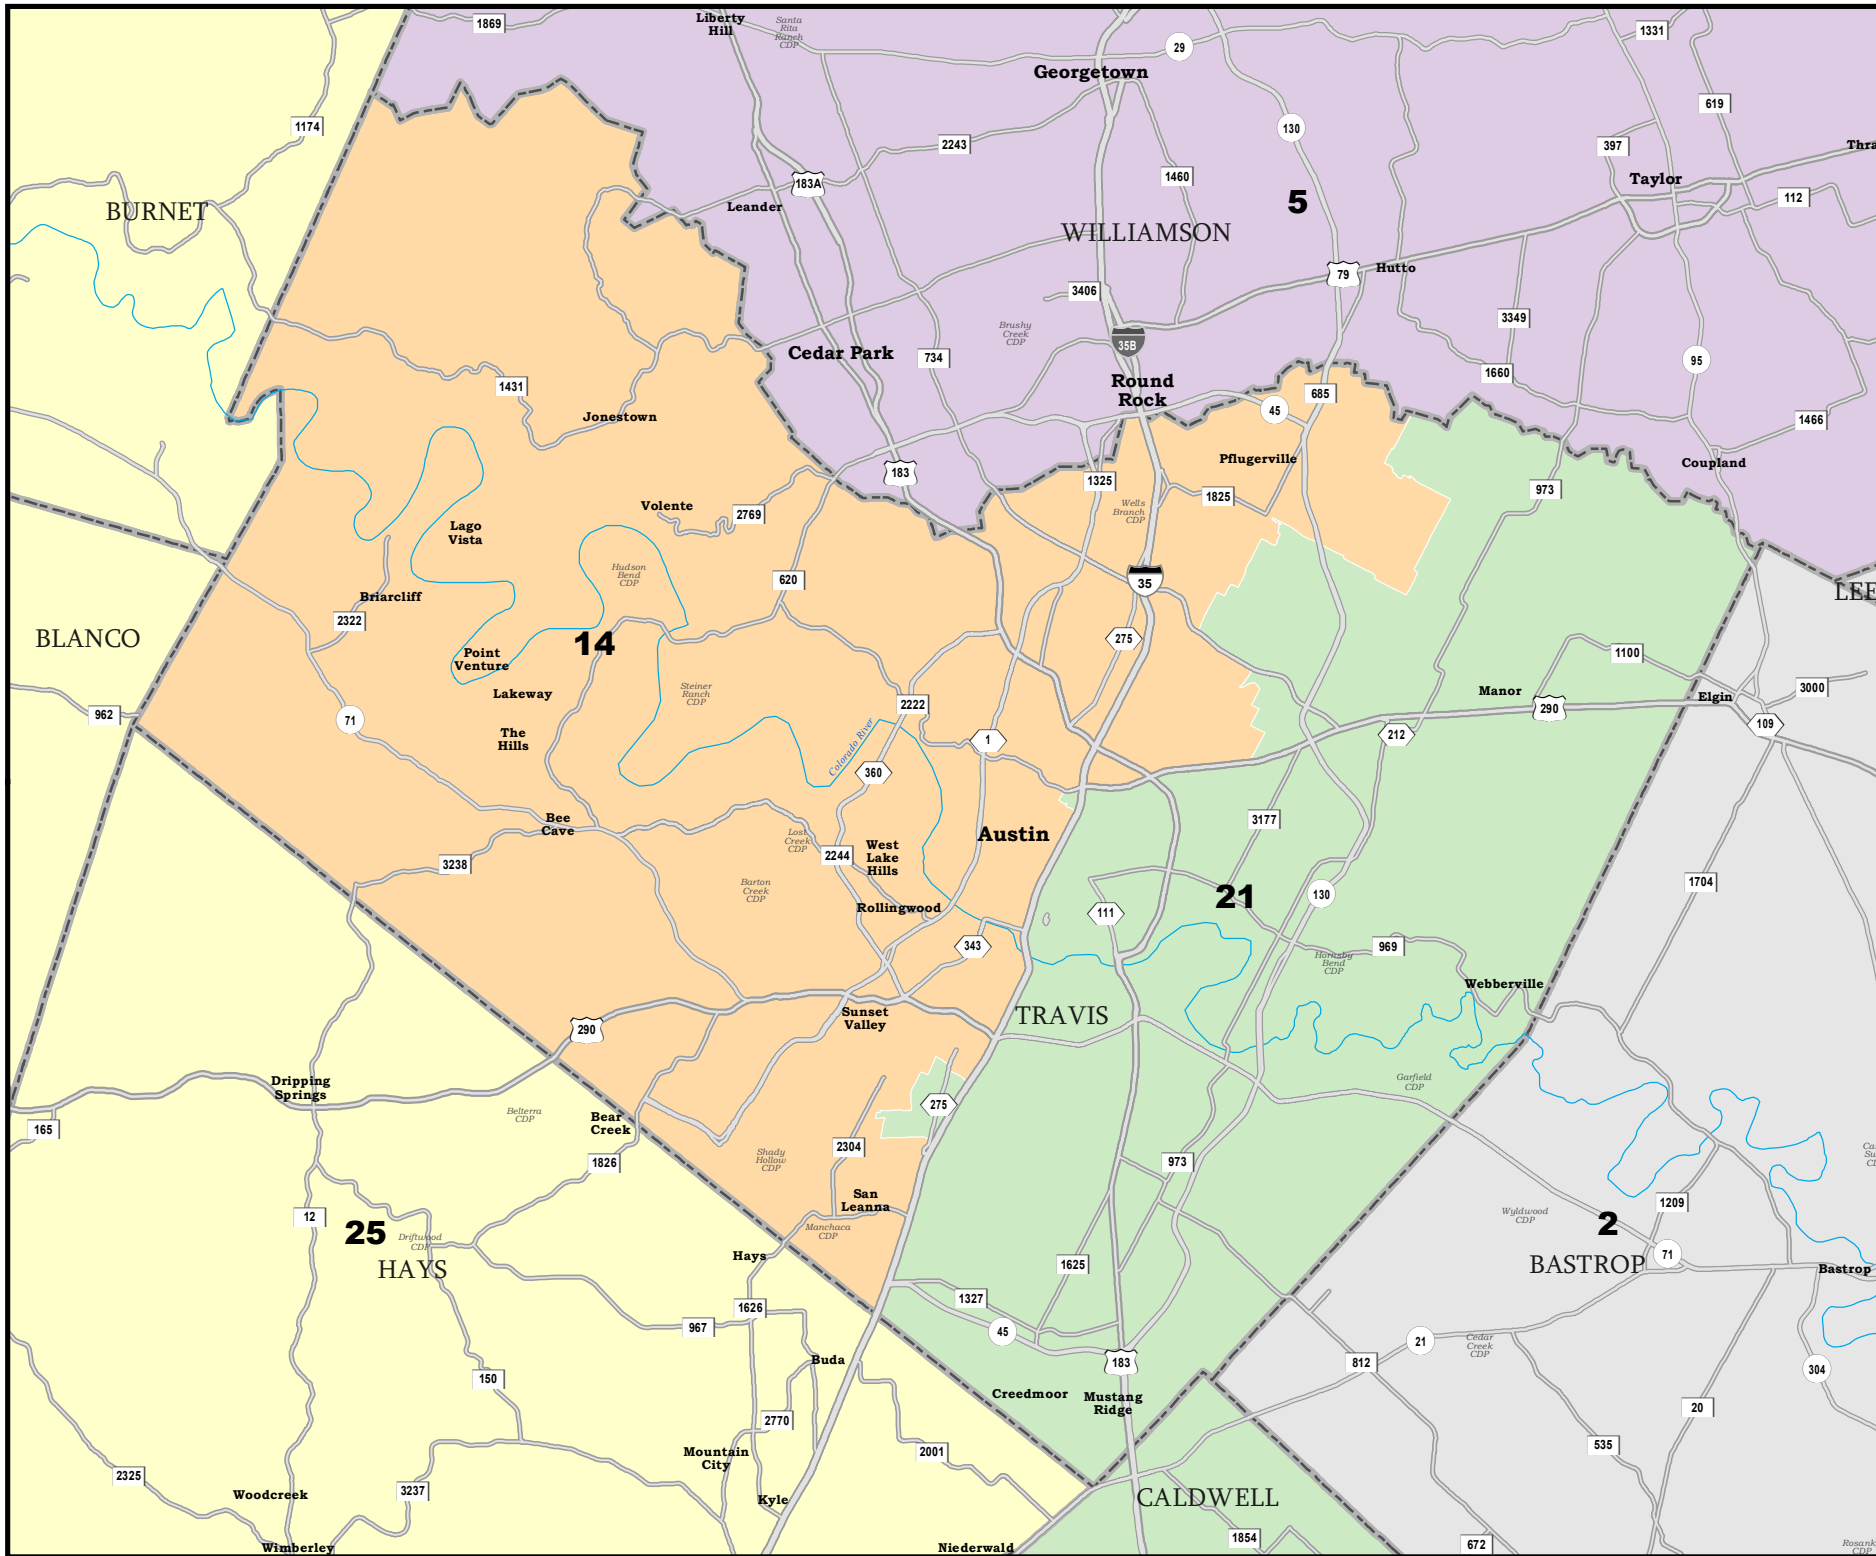 1869
Liberty
Hill
Santa
Rita
Ranch
CDP
29
1331
Georgetown
619
1174
130
2243
397
Taylor
1460
183A
Leander
112
5
BURNET
WILLIAMSON
79
Hutto
3406
3349
Brushy
Creek
CDP
35B
Cedar Park
734
95
1660
Round
Rock
1431
685
45
Jonestown
1466
Pflugerville
Coupland
183
1325
1825
973
Volente
2769
Wells
Branch
CDP
Lago
Vista
Hudson
Bend
CDP
620
35
LEE
Briarcliff
2322
BLANCO
14
275
1100
Point
Venture
Lakeway
Steiner
Ranch
CDP
3000
Manor
Elgin
290
109
962
71
2222
The
Hills
1
212
Colorado River
360
Bee
Cave
3177
Austin
Lost
Creek
CDP
2244
West
Lake
Hills
3238
1704
Barton
Creek
CDP
21
130
Rollingwood
111
343
969
Hornsby
Bend
CDP
Webberville
Sunset
Valley
TRAVIS
290
Dripping
Springs
Garfield
CDP
165
Belterra
CDP
Bear
Creek
275
2304
1826
Shady
Hollow
CDP
973
San
Leanna
12
25
Driftwood
CDP
HAYS
Manchaca
CDP
Hays
1209
Wyldwood
CDP
2
71
BASTROP
Bastrop
1625
1626
1327
967
45
21
Cedar
Creek
CDP
Buda
183
812
304
150
Creedmoor
Mustang
Ridge
20
2770
Mountain
City
2001
535
2325
Woodcreek
3237
Kyle
CALDWELL
1854
672
Wimberley
Niederwald